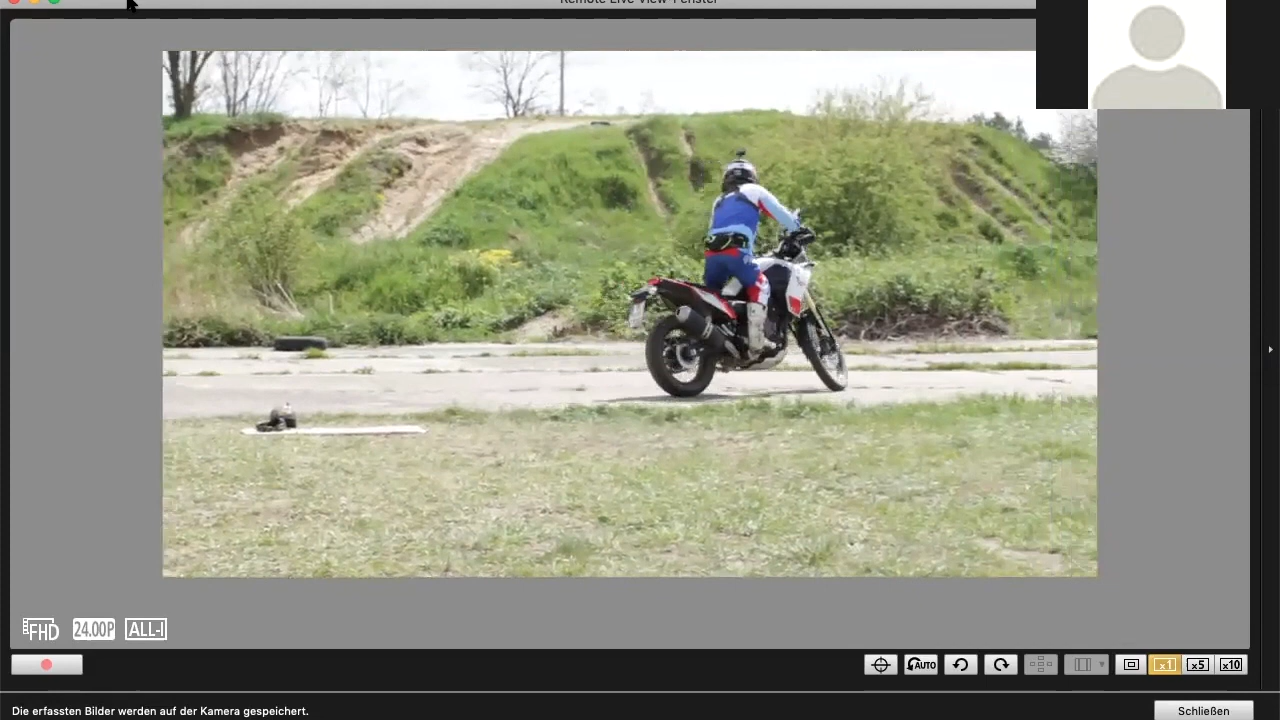 Remote Live View-Fenster
FHD 24.00P ALL-I
AUTO
x1 x5 x10
Die erfassten Bilder werden auf der Kamera gespeichert.
Schließen